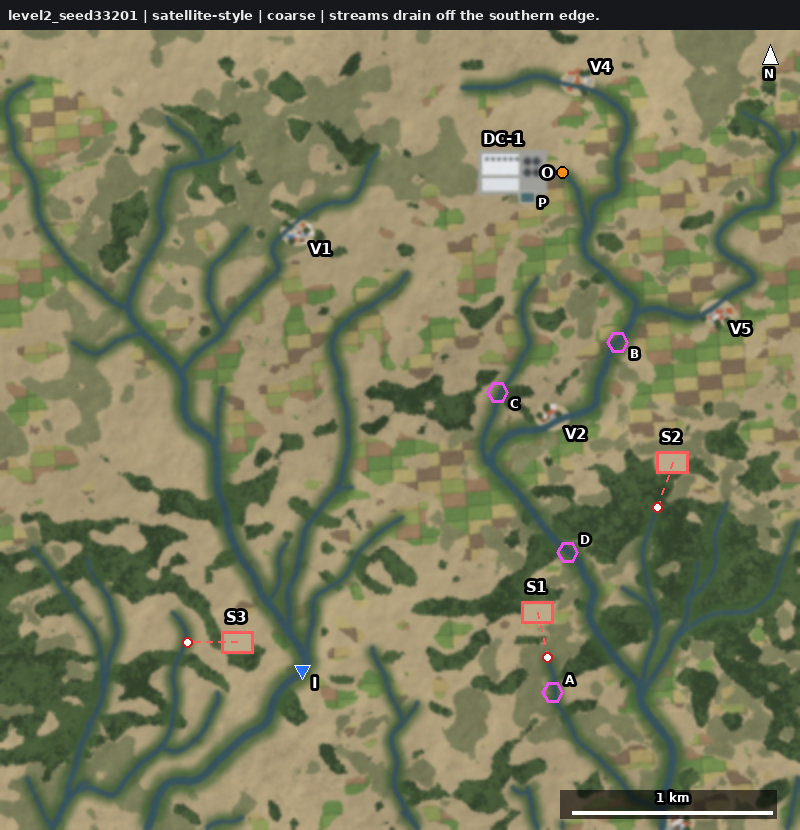 level2_seed33201 | satellite-style | coarse | streams drain off the southern edge.
N
V4
DC-1
O
P
V1
V5
B
C
V2
S2
D
S1
S3
A
I
1 km